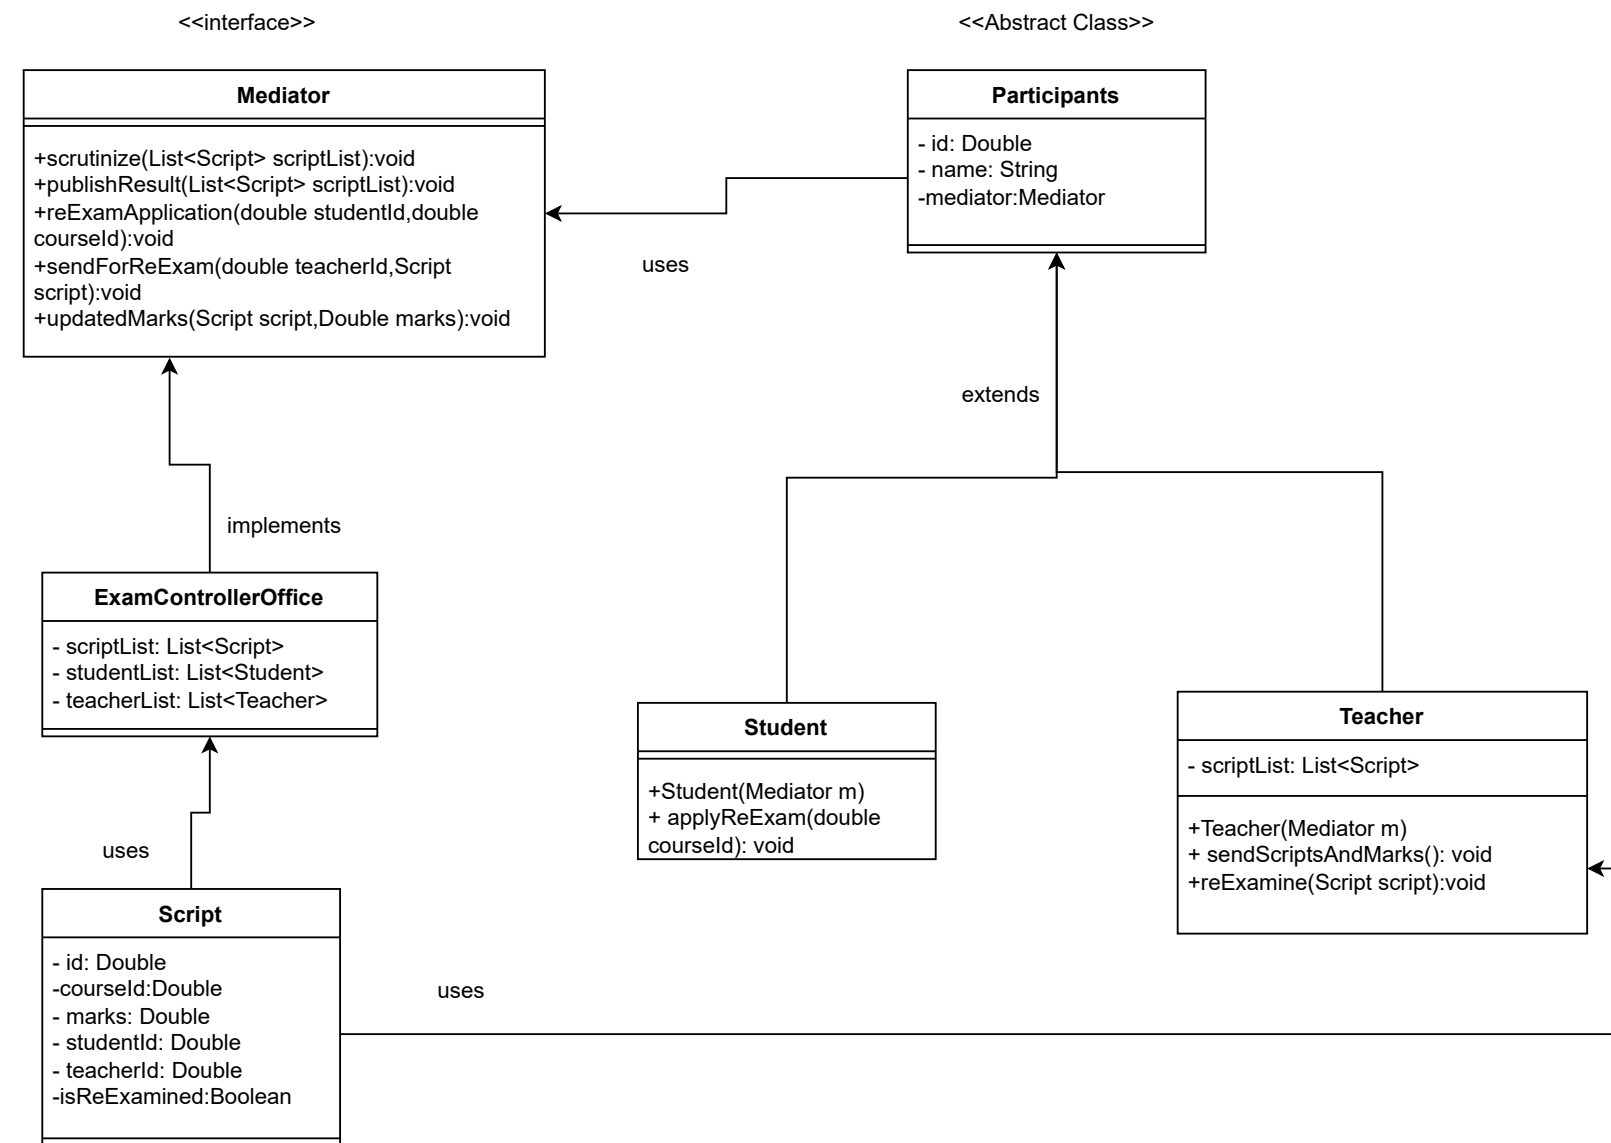 <<interface>>
<<Abstract Class>>
Mediator
+scrutinize(List<Script> scriptList):void
+publishResult(List<Script> scriptList):void
+reExamApplication(double studentId,double
courseId):void
+sendForReExam(double teacherId,Script
script):void
+updatedMarks(Script script,Double marks):void
Participants
- id: Double
- name: String
-mediator:Mediator
uses
extends
implements
ExamControllerOffice
- scriptList: List<Script>
- studentList: List<Student>
- teacherList: List<Teacher>
Student
+Student(Mediator m)
+ applyReExam(double
courseId): void
Teacher
- scriptList: List<Script>
+Teacher(Mediator m)
+ sendScriptsAndMarks(): void
+reExamine(Script script):void
uses
Script
- id: Double
-courseId:Double
- marks: Double
- studentId: Double
- teacherId: Double
-isReExamined:Boolean
uses